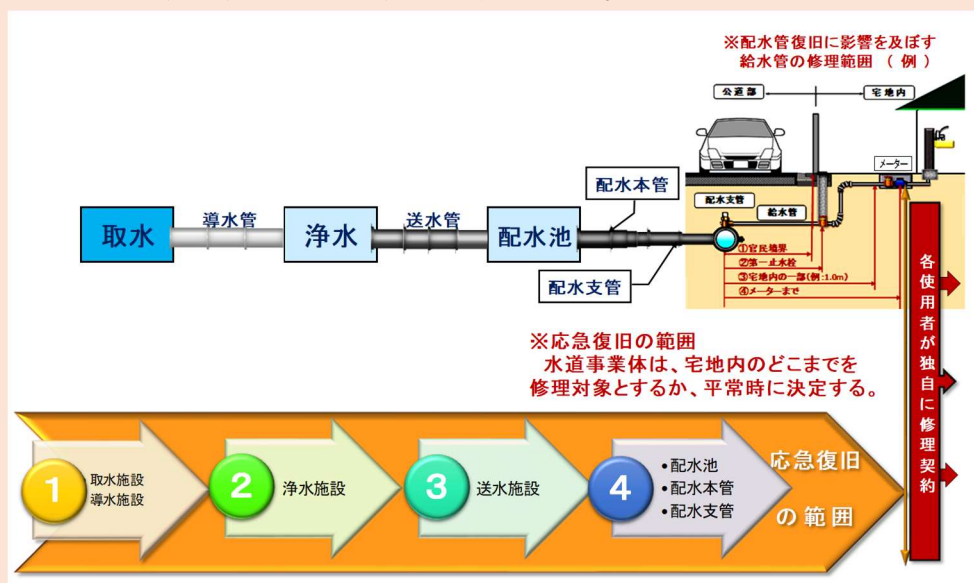 ※配水管復旧に影響を及ぼす
給水管の修理範囲 （ 例 ）
公道部
宅地内
メーター
配水支管
給水管
①官民境界
②第一止水栓
③宅地内の一部(例:1.0m)
④メーターまで
取水
導水管
浄水
送水管
配水池
配水本管
配水支管
各使用者が独自に修理契約
※応急復旧の範囲
水道事業体は、宅地内のどこまでを
修理対象とするか、平常時に決定する。
1
取水施設
導水施設
2
浄水施設
3
送水施設
4
•配水池
•配水本管
•配水支管
応急復旧
の範囲